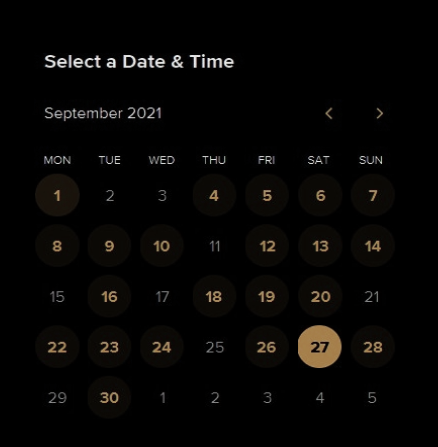 Select a Date & Time
September 2021
MON TUE WED THU FRI SAT SUN
1 2 3 4 5 6 7
8 9 10 11 12 13 14
15 16 17 18 19 20 21
22 23 24 25 26 27 28
29 30 1 2 3 4 5